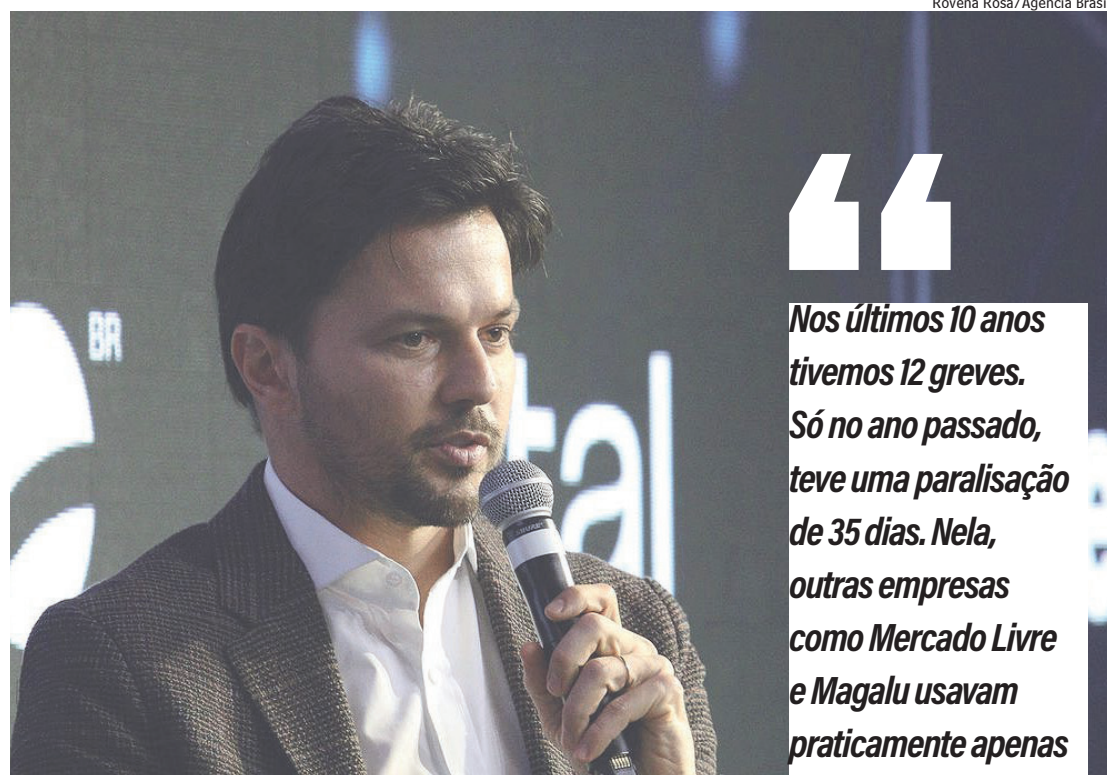 Rovena Rosa/Agência Brasil
BR
tal
Nos últimos 10 anos
tivemos 12 greves.
Só no ano passado,
teve uma paralisação
de 35 dias. Nela,
outras empresas
como Mercado Livre
e Magalu usavam
praticamente apenas